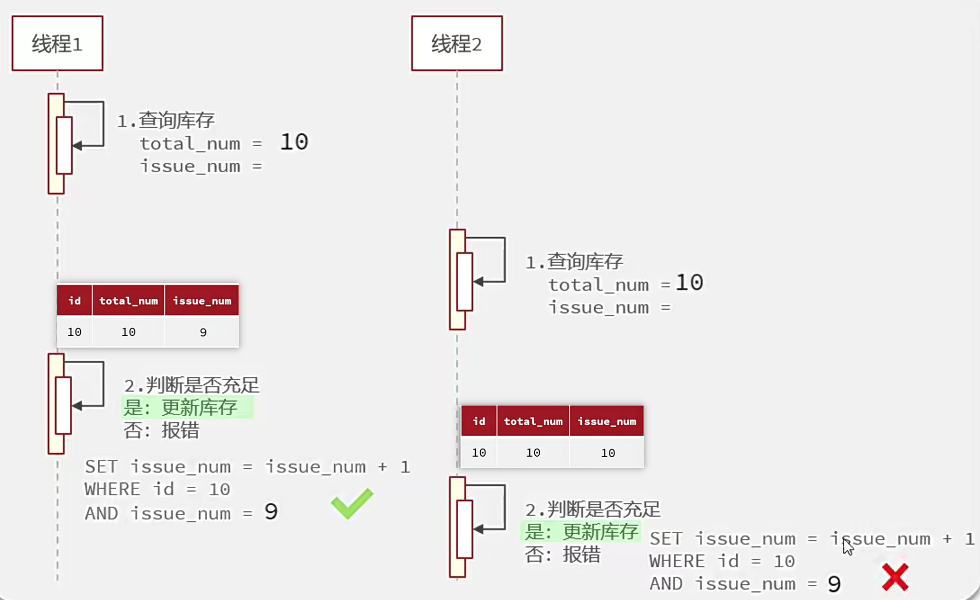 线程1
线程2
1.查询库存
total_num = 10
issue_num =
1.查询库存
total_num = 10
issue_num =
id total_num issue_num
10 10 9
2.判断是否充足
是: 更新库存
否: 报错
SET issue_num = issue_num + 1
WHERE id = 10
AND issue_num = 9
id total_num issue_num
10 10 10
2.判断是否充足
是: 更新库存
否: 报错
SET issue_num = issue_num + 1
WHERE id = 10
AND issue_num = 9